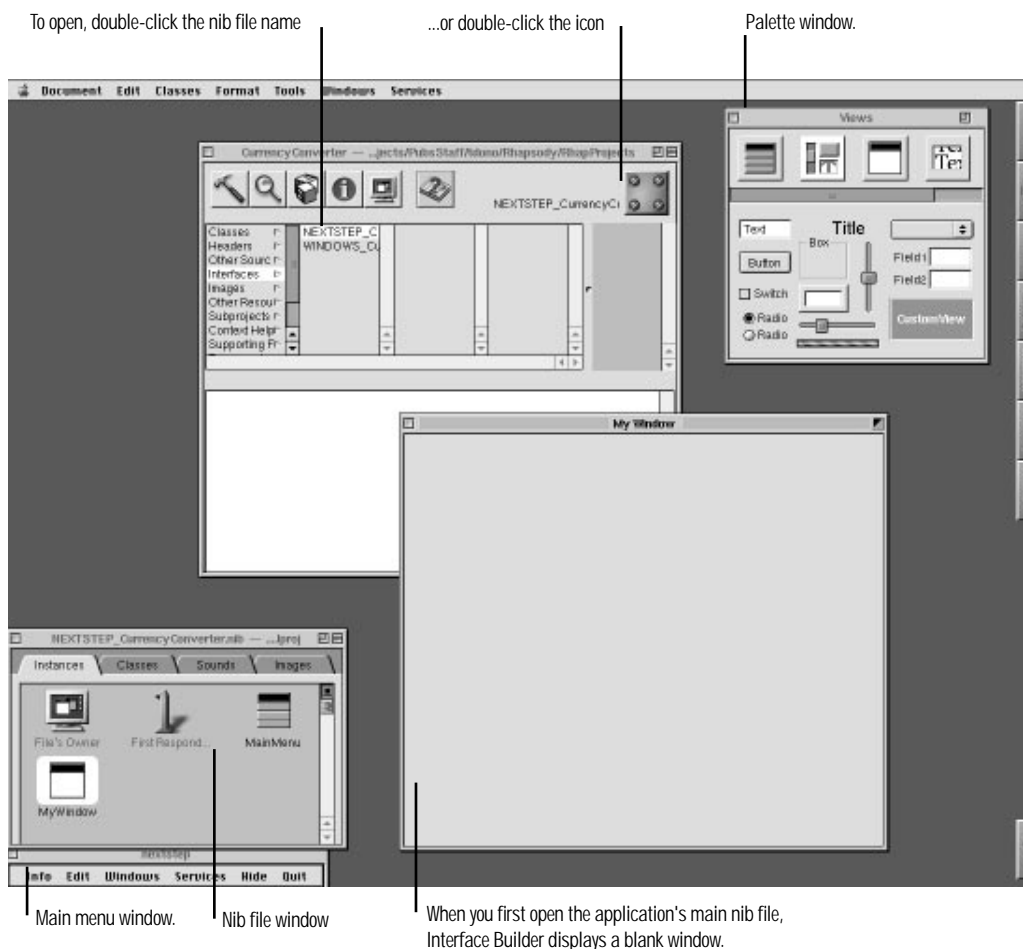 To open, double-click the nib file name
...or double-click the icon
Palette window.
Document Edit Classes Format Tools Windows Services
Views
CurrencyConverter — ...jects/PubsStaff/Mono/Rhapsody/RhapProjects
NEXTSTEP_CurrencyCo
Classes
Headers
Other Sourc
Interfaces
Images
Other Resour
Subprojects
Context Help
Supporting Fr
NEXTSTEP_C
WINDOWS_Cu
Text
Title
Box
Button
Field1
Field2
Switch
Radio
Radio
CustomView
My Window
NEXTSTEP_CurrencyConverter.nib — ...lproj
Instances Classes Sounds Images
File's Owner
First Respond...
MainMenu
MyWindow
nextstep
Info Edit Windows Services Hide Quit
Main menu window.
Nib file window
When you first open the application's main nib file,
Interface Builder displays a blank window.